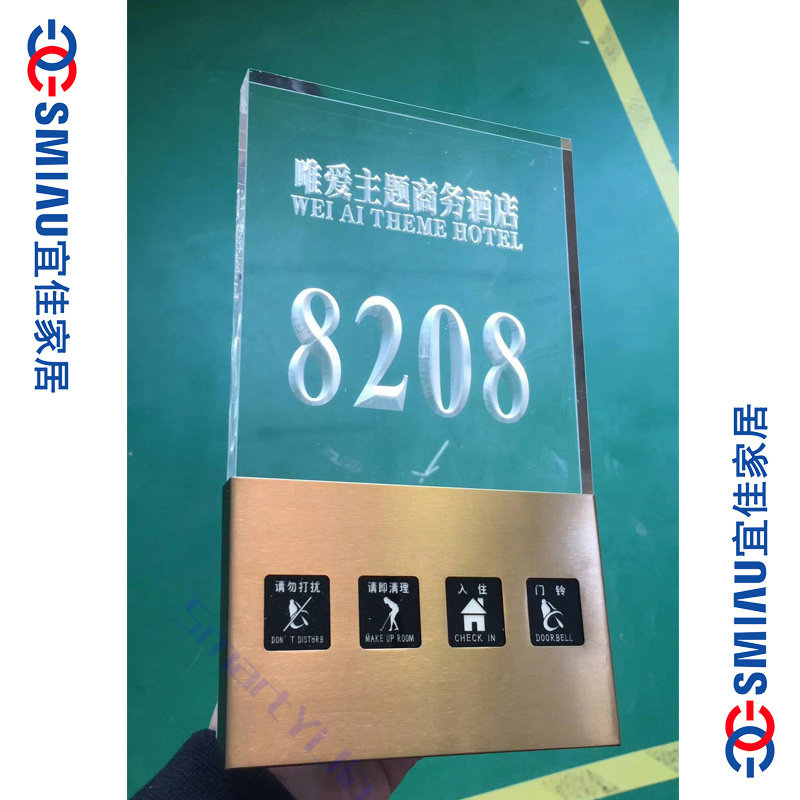 SMIAU宜佳家居
唯爱主题商务酒店
WEI AI THEME HOTEL
8208
请勿打扰
DON'T DISTURB
请即清理
MAKE UP ROOM
入住
CHECK IN
门铃
DOORBELL
SmartYiJia
SMIAU宜佳家居